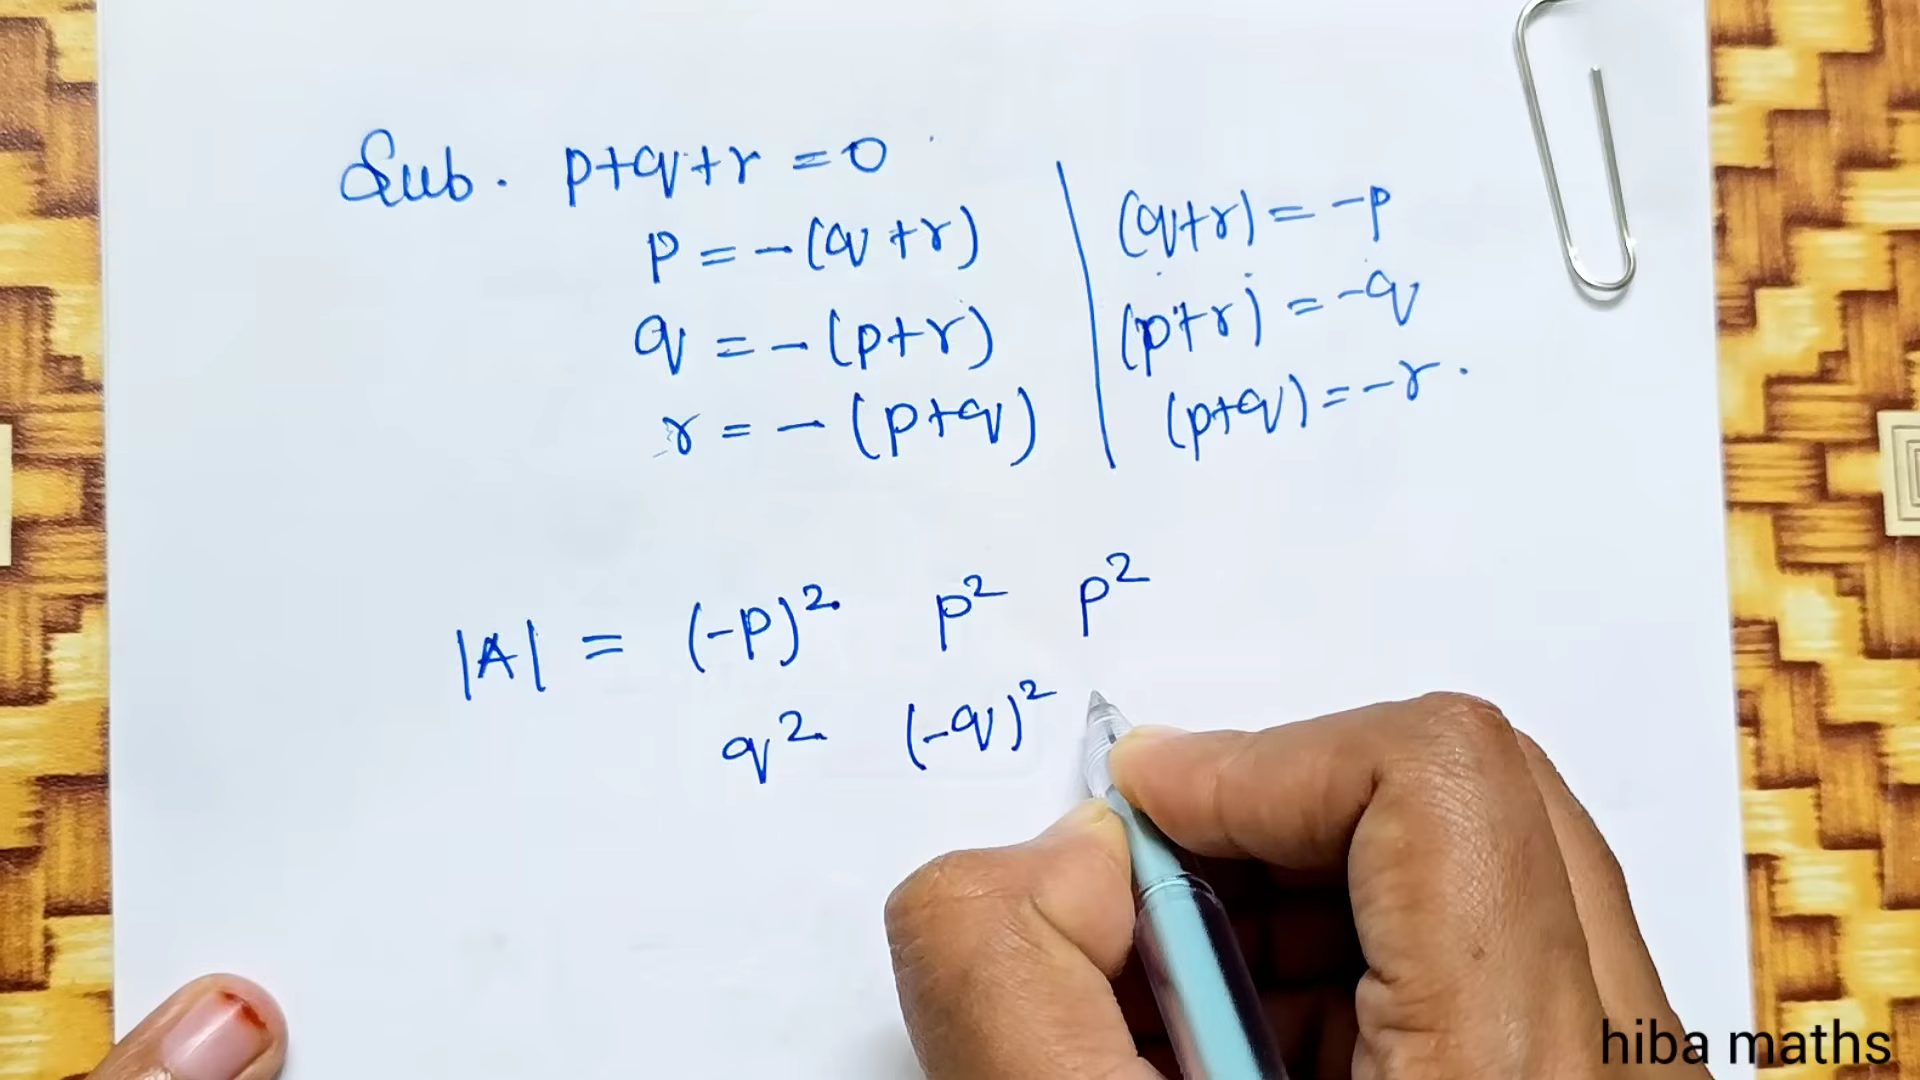 Sub. p+q+r = 0
p = -(q+r)
q = -(p+r)
r = -(p+q)
(q+r) = -p
(p+r) = -q
(p+q) = -r.
|A| = (-p)² p² p²
q² (-q)²
hiba maths